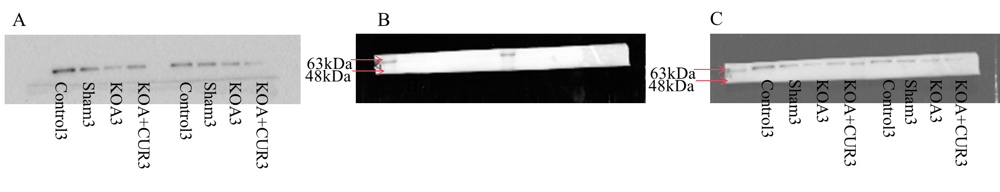 A
B
C
63kDa
48kDa
B
63kDa
48kDa
Control3
Sham3
KOA3
KOA+CUR3
Control3
Sham3
KOA3
KOA+CUR3
Control3
Sham3
KOA3
KOA+CUR3
Control3
Sham3
KOA3
KOA+CUR3